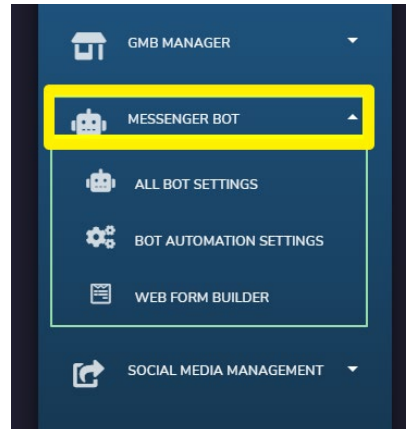 GMB MANAGER
MESSENGER BOT
ALL BOT SETTINGS
BOT AUTOMATION SETTINGS
WEB FORM BUILDER
SOCIAL MEDIA MANAGEMENT